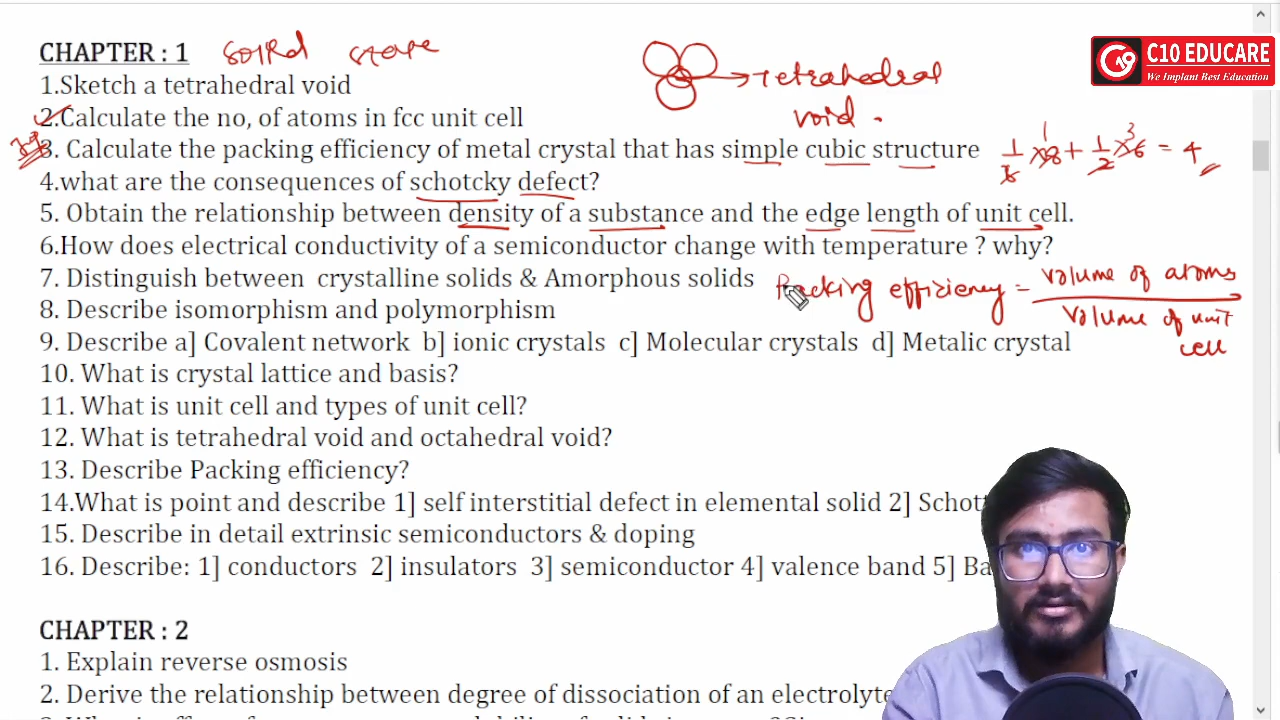 CHAPTER : 1 solid state
C10 EDUCARE
We Implant Best Education
1.Sketch a tetrahedral void
Tetrahedral
void.
2.Calculate the no, of atoms in fcc unit cell
3. Calculate the packing efficiency of metal crystal that has simple cubic structure
1/8 x 8 + 1/2 x 6 = 4
1 3
4.what are the consequences of schotcky defect?
5. Obtain the relationship between density of a substance and the edge length of unit cell.
6.How does electrical conductivity of a semiconductor change with temperature ? why?
7. Distinguish between crystalline solids & Amorphous solids
Packing efficiency = volume of atoms
volume of unit
cell
8. Describe isomorphism and polymorphism
9. Describe a] Covalent network b] ionic crystals c] Molecular crystals d] Metalic crystal
10. What is crystal lattice and basis?
11. What is unit cell and types of unit cell?
12. What is tetrahedral void and octahedral void?
13. Describe Packing efficiency?
14.What is point and describe 1] self interstitial defect in elemental solid 2] Schott
15. Describe in detail extrinsic semiconductors & doping
16. Describe: 1] conductors 2] insulators 3] semiconductor 4] valence band 5] Ba
CHAPTER : 2
1. Explain reverse osmosis
2. Derive the relationship between degree of dissociation of an electrolyte